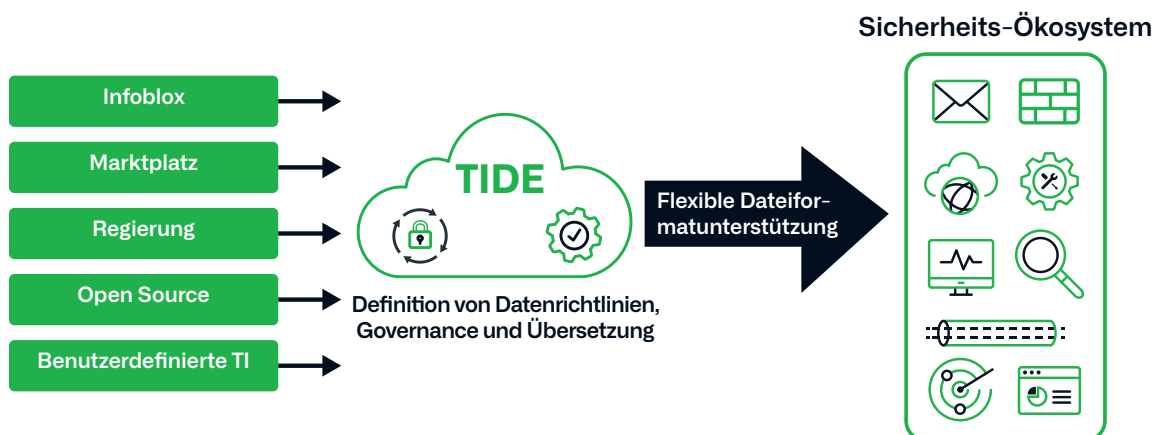 Sicherheits-Ökosystem
Infoblox
Marktplatz
Regierung
Open Source
Benutzerdefinierte TI
TIDE
Definition von Datenrichtlinien,
Governance und Übersetzung
Flexible Dateifor-
matunterstützung